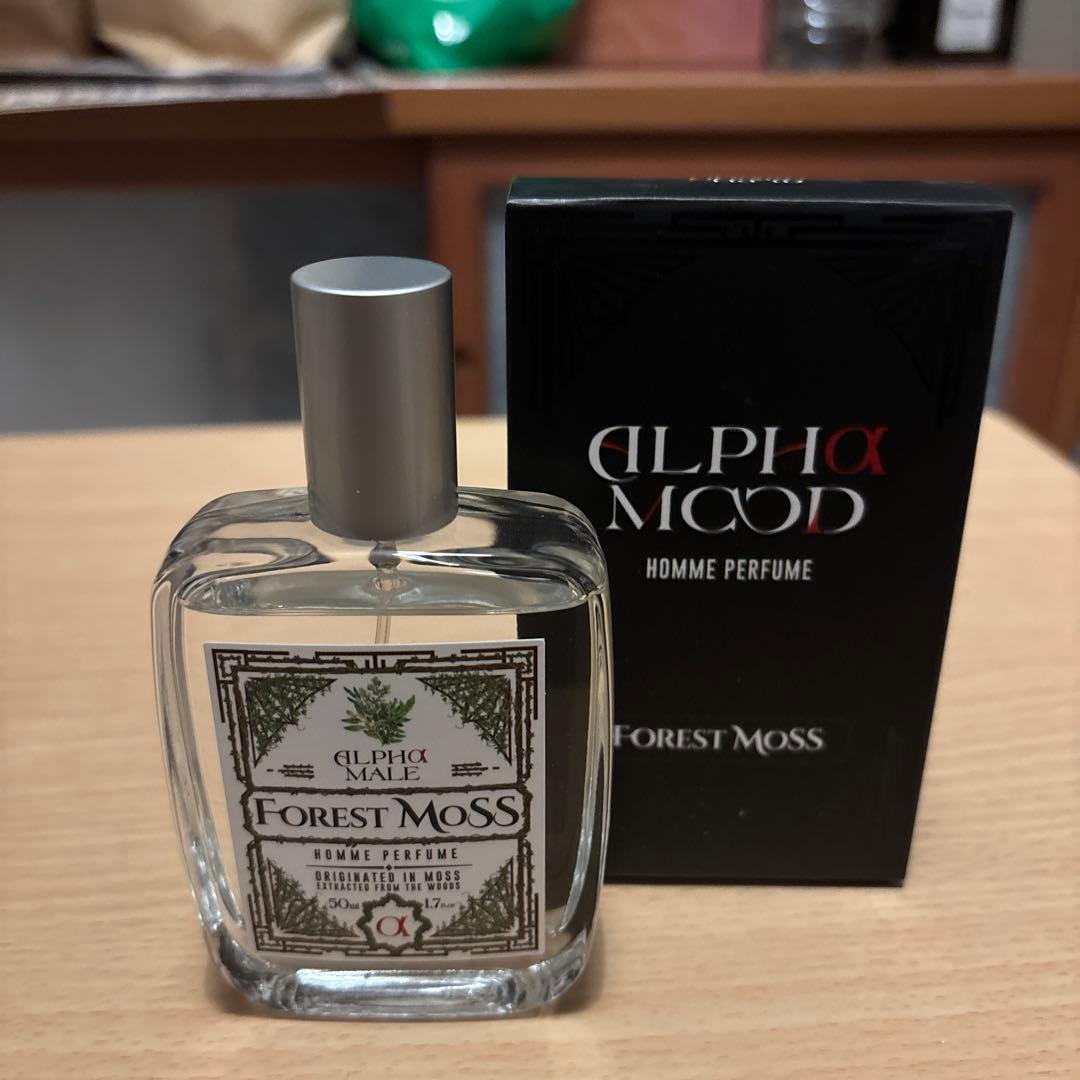 ALPHα
MOOD
HOMME PERFUME
FOREST MOSS
ALPHα
MALE
FOREST MOSS
HOMME PERFUME
ORIGINATED IN MOSS
EXTRACTED FROM THE WOODS
50ml 1.7fl.oz
α